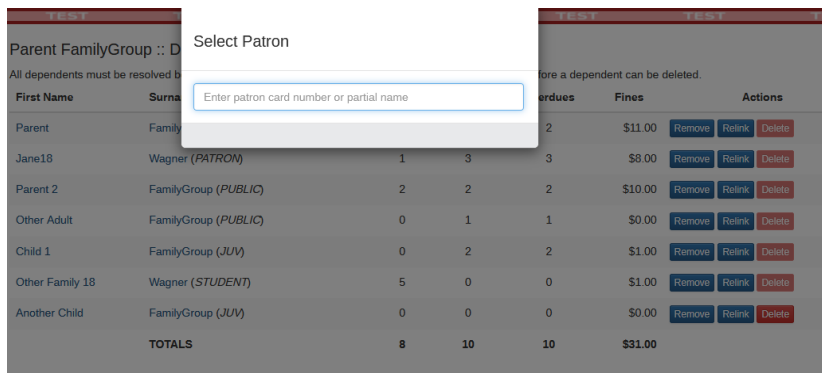 TEST TEST TEST T
Select Patron
Parent FamilyGroup :: D
All dependents must be resolved b fore a dependent can be deleted.
Enter patron card number or partial name
First Name Surna erdues Fines Actions
Parent Family 2 $11.00 Remove Relink Delete
Jane18 Wagner (PATRON) 1 3 3 $8.00 Remove Relink Delete
Parent 2 FamilyGroup (PUBLIC) 2 2 2 $10.00 Remove Relink Delete
Other Adult FamilyGroup (PUBLIC) 0 1 1 $0.00 Remove Relink Delete
Child 1 FamilyGroup (JUV) 0 2 2 $1.00 Remove Relink Delete
Other Family 18 Wagner (STUDENT) 5 0 0 $1.00 Remove Relink Delete
Another Child FamilyGroup (JUV) 0 0 0 $0.00 Remove Relink Delete
TOTALS 8 10 10 $31.00